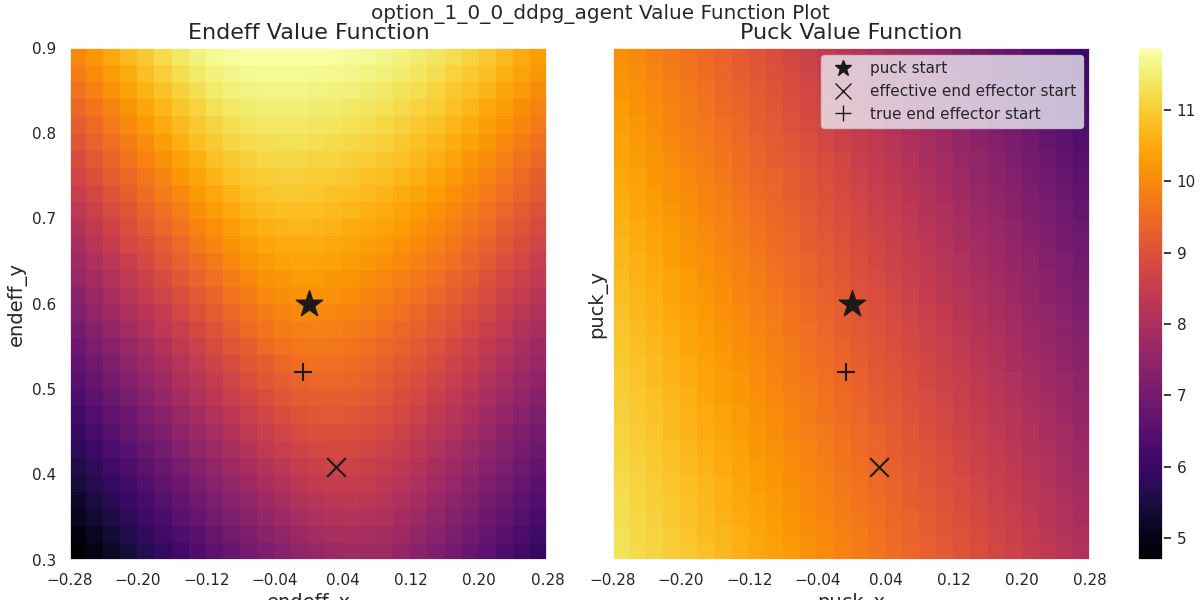 option_1_0_0_ddpg_agent Value Function Plot
Endeff Value Function
Puck Value Function
0.9
0.8
0.7
0.6
0.5
0.4
0.3
endeff_y
−0.28 −0.20 −0.12 −0.04 0.04 0.12 0.20 0.28
endeff_x
puck start
effective end effector start
true end effector start
puck_y
−0.28 −0.20 −0.12 −0.04 0.04 0.12 0.20 0.28
puck_x
11
10
9
8
7
6
5